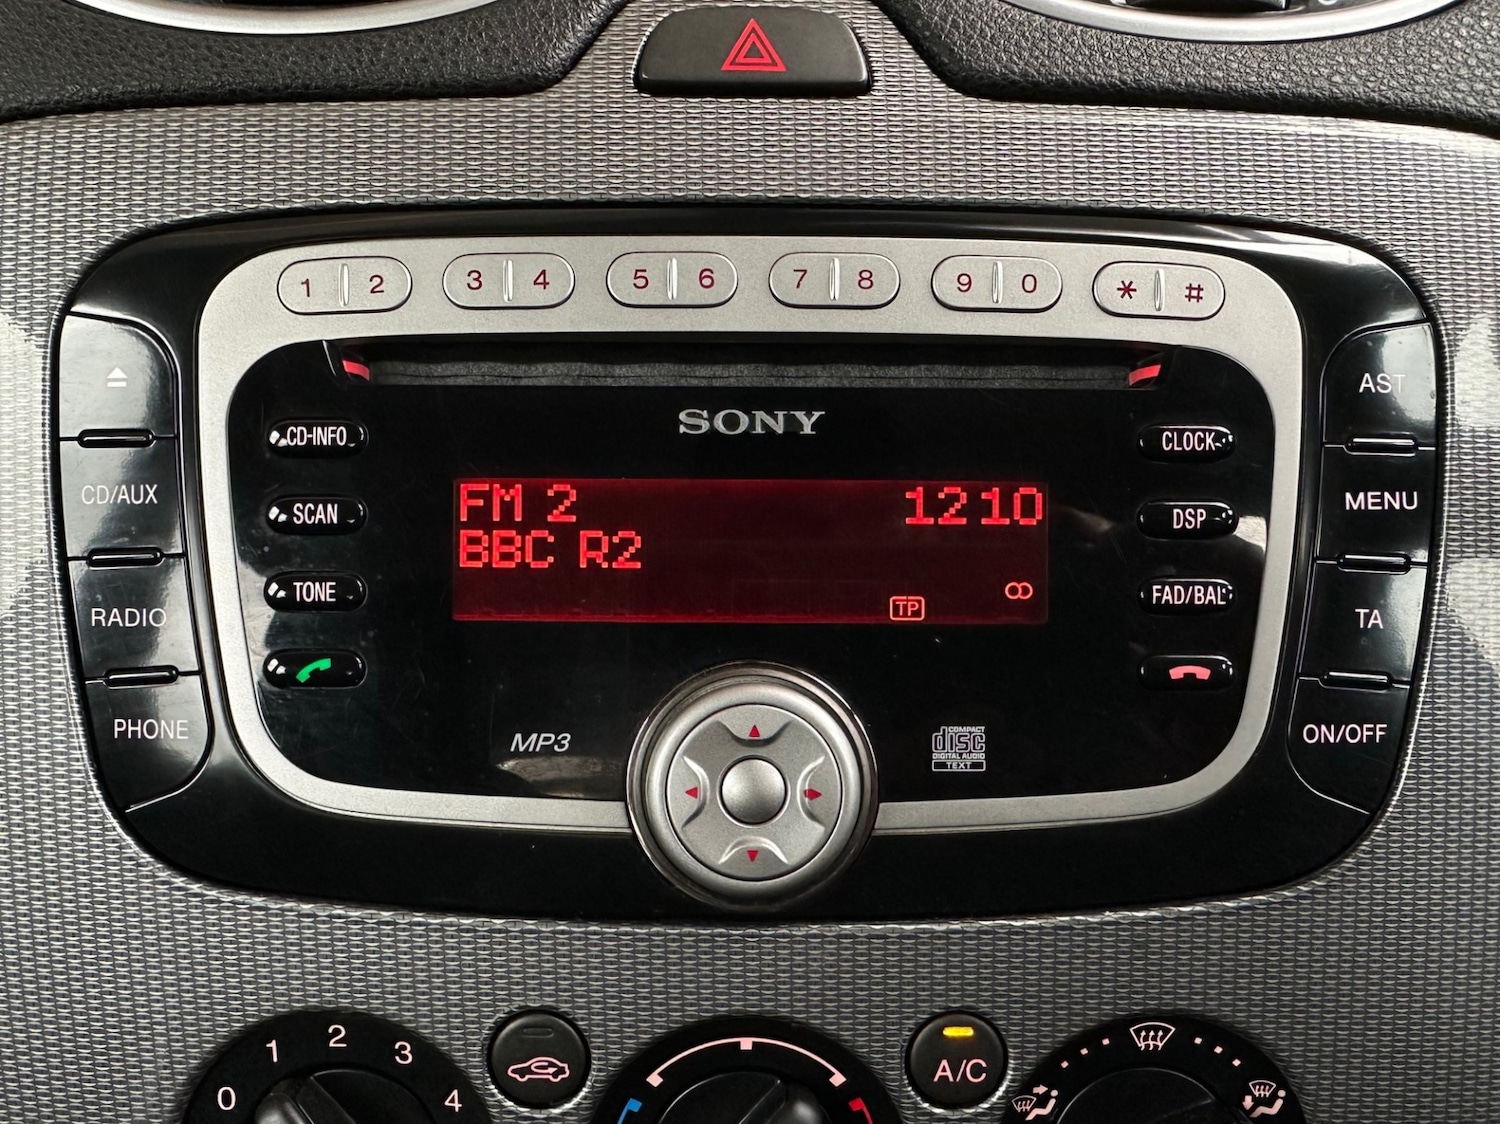 1 2 3 4 5 6 7 8 9 0 * #
SONY
CD-INFO
CLOCK
AST
CD/AUX
SCAN
FM 2 1210
BBC R2
TP
DSP
MENU
RADIO
TONE
FAD/BAL
TA
PHONE
MP3
COMPACT
disc
DIGITAL AUDIO
TEXT
ON/OFF
0 1 2 3 4
A/C